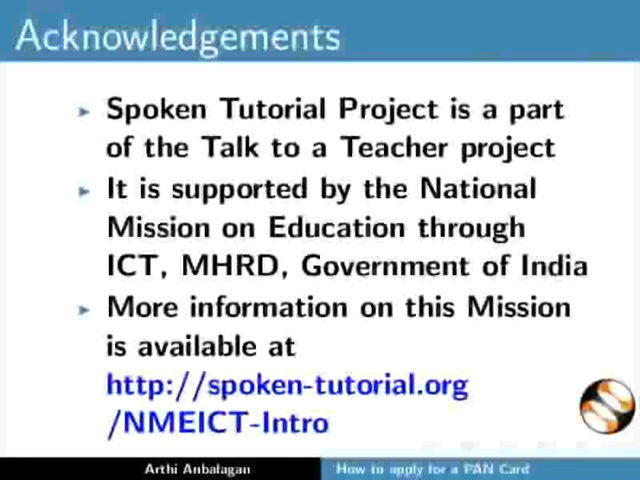 Acknowledgements
Spoken Tutorial Project is a part
of the Talk to a Teacher project
It is supported by the National
Mission on Education through
ICT, MHRD, Government of India
More information on this Mission
is available at
http://spoken-tutorial.org
/NMEICT-Intro
Arthi Anbalagan
How to apply for a PAN Card